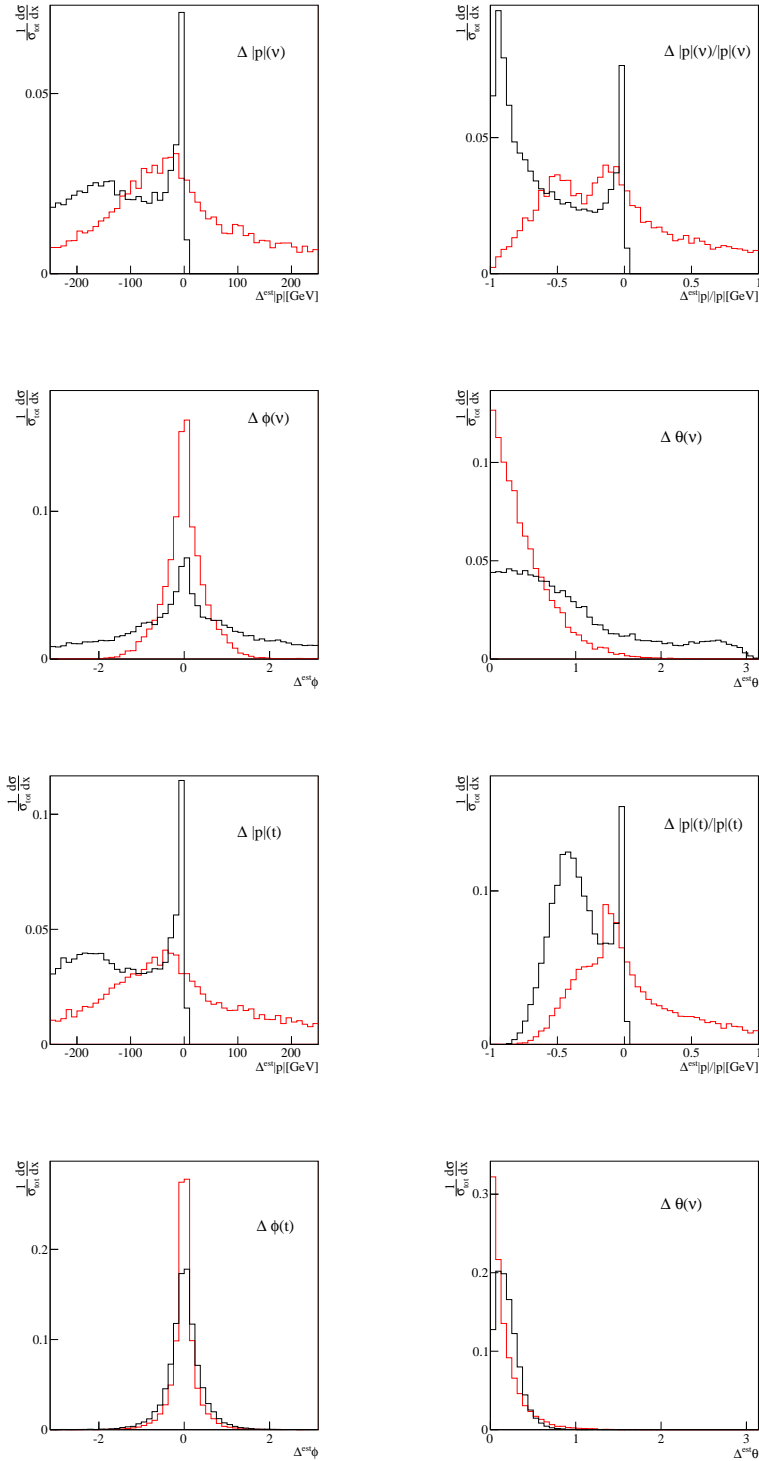 1/σ_tot dσ/dx
Δ |p|(ν)
0.05
0
-200 -100 0 100 200
Δ^est|p|[GeV]
1/σ_tot dσ/dx
Δ |p|(ν)/|p|(ν)
0.05
0
-1 -0.5 0 0.5 1
Δ^est|p|/|p|[GeV]
1/σ_tot dσ/dx
Δ ϕ(ν)
0.1
0
-2 0 2
Δ^estϕ
1/σ_tot dσ/dx
Δ θ(ν)
0.1
0.05
0
0 1 2 3
Δ^estθ
1/σ_tot dσ/dx
Δ |p|(t)
0.1
0.05
0
-200 -100 0 100 200
Δ^est|p|[GeV]
1/σ_tot dσ/dx
Δ |p|(t)/|p|(t)
0.1
0
-1 -0.5 0 0.5 1
Δ^est|p|/|p|[GeV]
1/σ_tot dσ/dx
Δ ϕ(t)
0.2
0.1
0
-2 0 2
Δ^estϕ
1/σ_tot dσ/dx
Δ θ(ν)
0.3
0.2
0.1
0
0 1 2 3
Δ^estθ